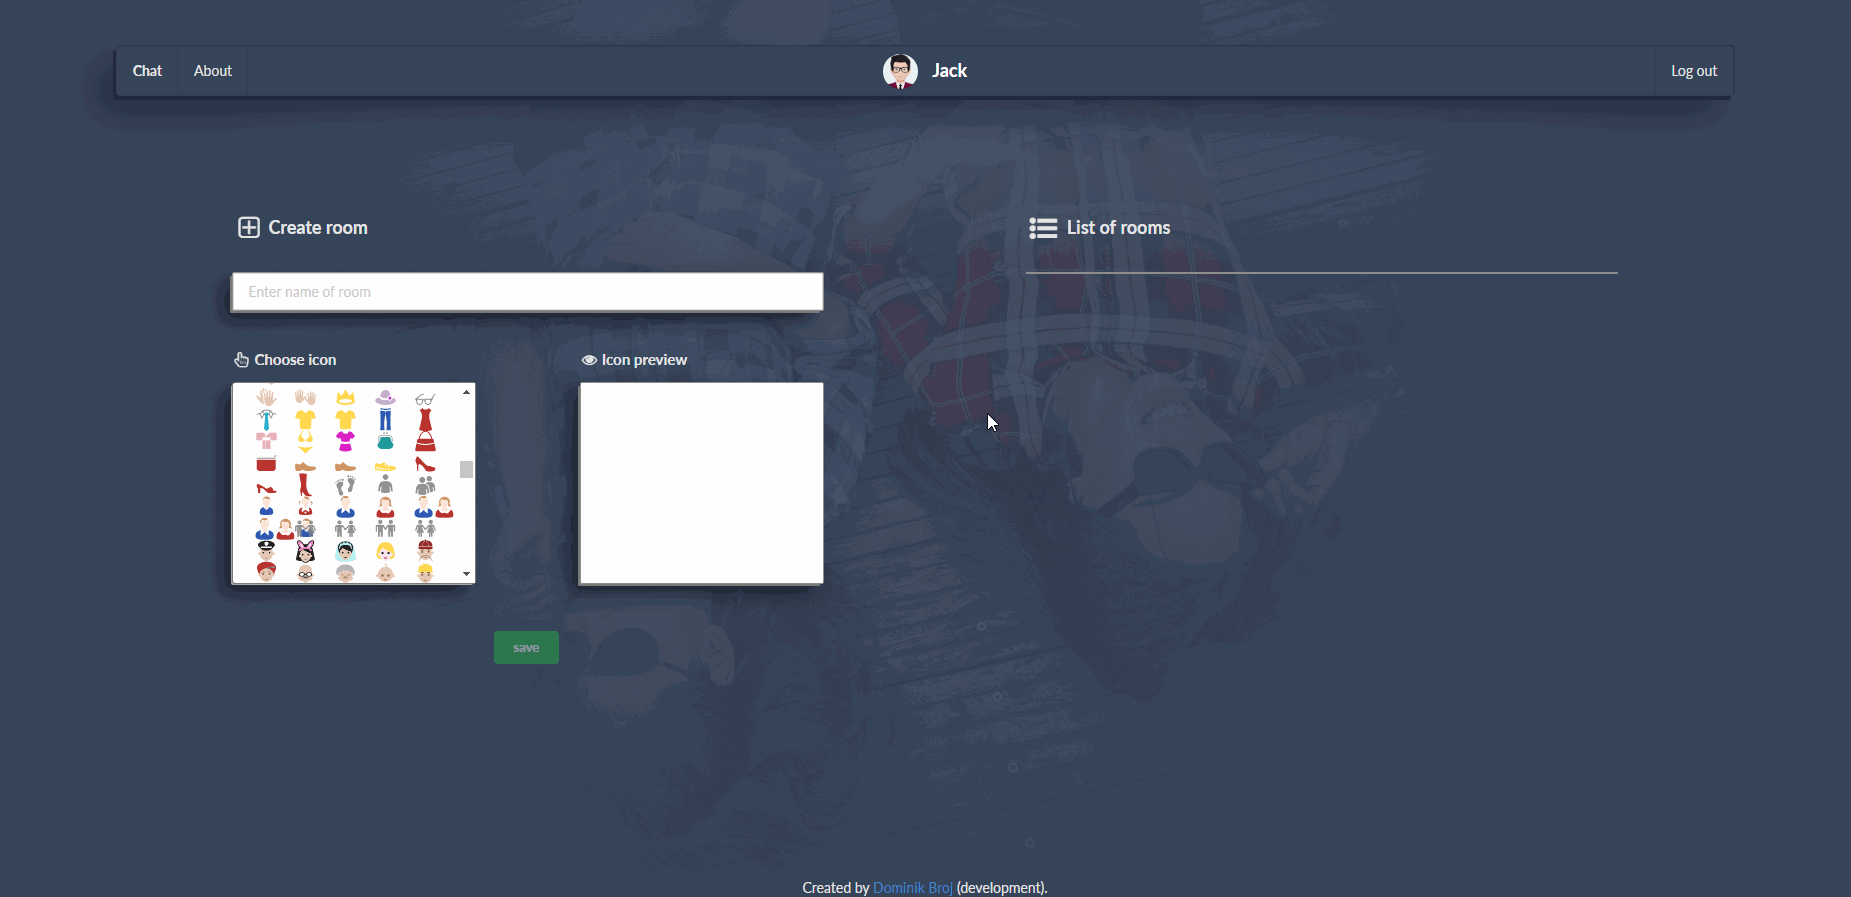 Chat
About
Jack
Log out
Create room
List of rooms
Enter name of room
Choose icon
Icon preview
save
Created by Dominik Broj (development).